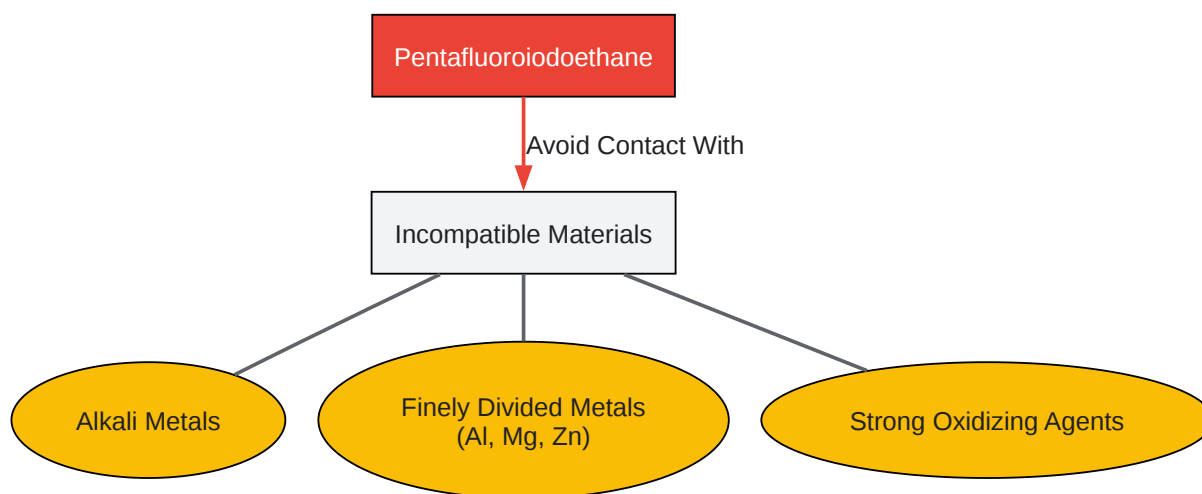 Pentafluoroiodoethane
Avoid Contact With
Incompatible Materials
Alkali Metals
Finely Divided Metals
(Al, Mg, Zn)
Strong Oxidizing Agents